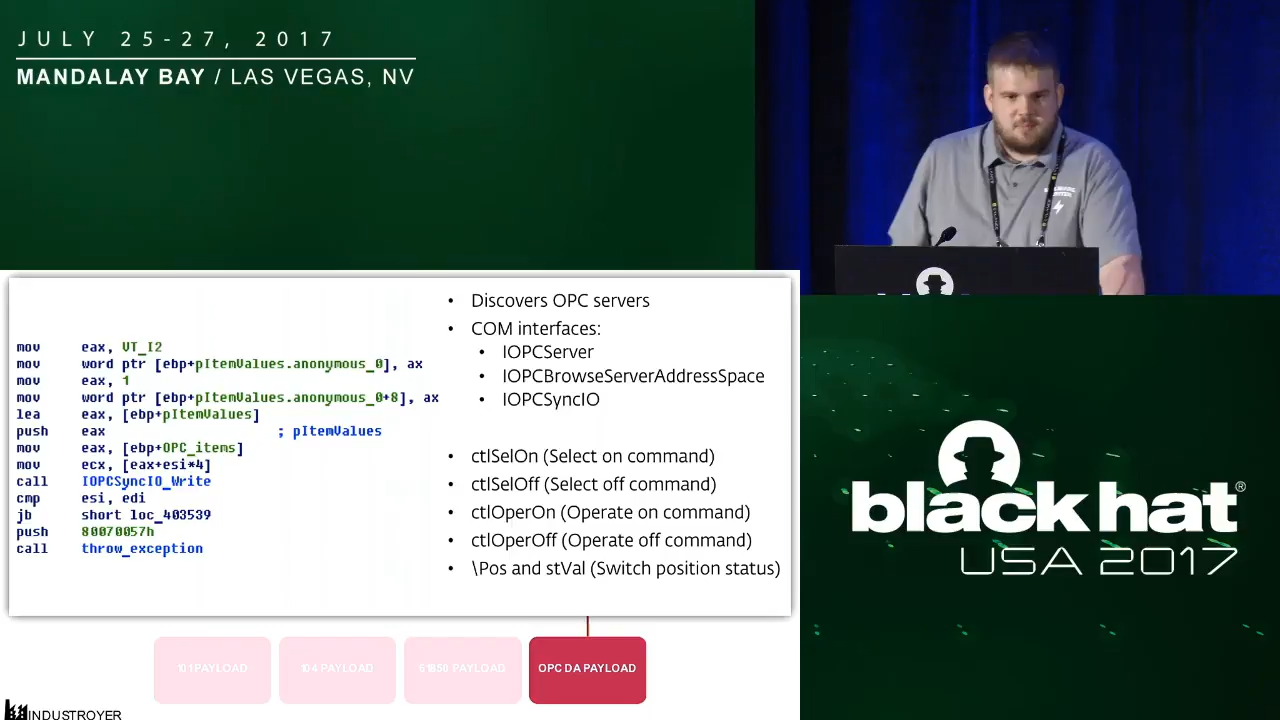 JULY 25-27, 2017
MANDALAY BAY / LAS VEGAS, NV
mov eax, VT_I2
mov word ptr [ebp+pItemValues.anonymous_0], ax
mov eax, 1
mov word ptr [ebp+pItemValues.anonymous_0+8], ax
lea eax, [ebp+pItemValues]
push eax ; pItemValues
mov eax, [ebp+OPC_items]
mov ecx, [eax+esi*4]
call IOPCSyncIO_Write
cmp esi, edi
jb short loc_403539
push 80070057h
call throw_exception
• Discovers OPC servers
• COM interfaces:
• IOPCServer
• IOPCBrowseServerAddressSpace
• IOPCSyncIO
• ctlSelOn (Select on command)
• ctlSelOff (Select off command)
• ctlOperOn (Operate on command)
• ctlOperOff (Operate off command)
• \Pos and stVal (Switch position status)
101 PAYLOAD
104 PAYLOAD
61850 PAYLOAD
OPC DA PAYLOAD
INDUSTROYER
black hat®
USA 2017